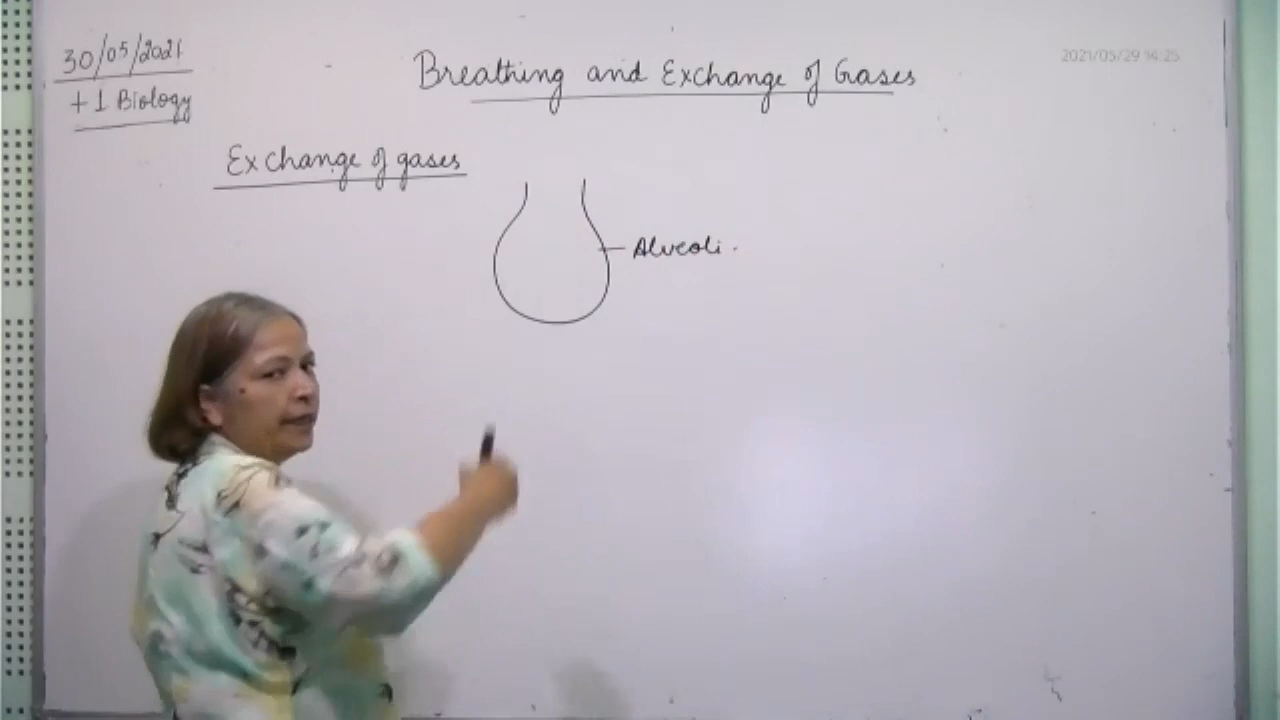 30/05/2021
+1 Biology
Breathing and Exchange of Gases
2021/05/29 14:25
Exchange of gases
Alveoli.